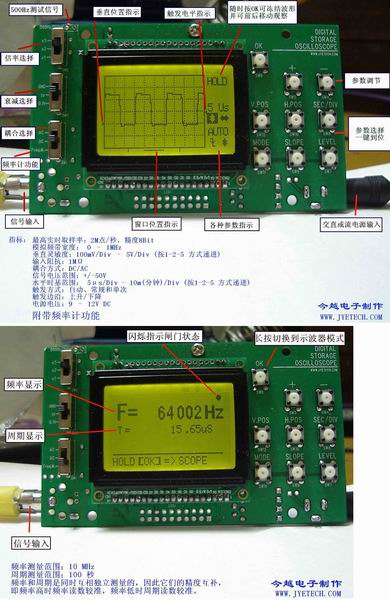 500Hz测试信号
垂直位置指示
触发电平指示
随时按OK可冻结波形
并可前后移动观察
DIGITAL
STORAGE
OSCILLOSCOPE
WWW.JYETECH.COM
OK
倍率选择
衰减选择
耦合选择
频率计功能
信号输入
HOLD
5 Us
AUTO
V.POS
H.POS
SEC/DIV
MODE
SLOPE
LEVEL
参数调节
参数选择
一键到位
窗口位置指示
各种参数指示
交直或流电源输入
指标:
最高实时取样率: 2M点/秒, 精度8Bit
模拟频带宽度: 0 - 1MHz
垂直灵敏度: 100mV/Div - 5V/Div (按1-2-5 方式递进)
输入阻抗: 1MΩ
耦合方式: DC/AC
信号电压范围: +/-50V
水平时基范围: 5μs/Div - 10m(分钟)/Div (按1-2-5 方式递进)
触发方式: 自动、常规和单次
触发边沿: 上升/下降
电源电压: 9 - 12V DC
附带频率计功能
今越电子制作
www.JYETECH.com
闪烁指示闸门状态
长按切换到示波器模式
OK
DIGITAL
STORAGE
OSCILLOSCOPE
WWW.JYETECH.COM
频率显示
周期显示
F= 64002Hz
T= 15.65uS
HOLD [OK] => SCOPE
V.POS
H.POS
SEC/DIV
MODE
SLOPE
LEVEL
信号输入
频率测量范围: 10 MHz
周期测量范围: 100 秒
频率和周期是同时互相独立测量的, 因此它们的精度互补,
即频率高时频率读数较准, 频率低时周期读数较准。
今越电子制作
www.JYETECH.com